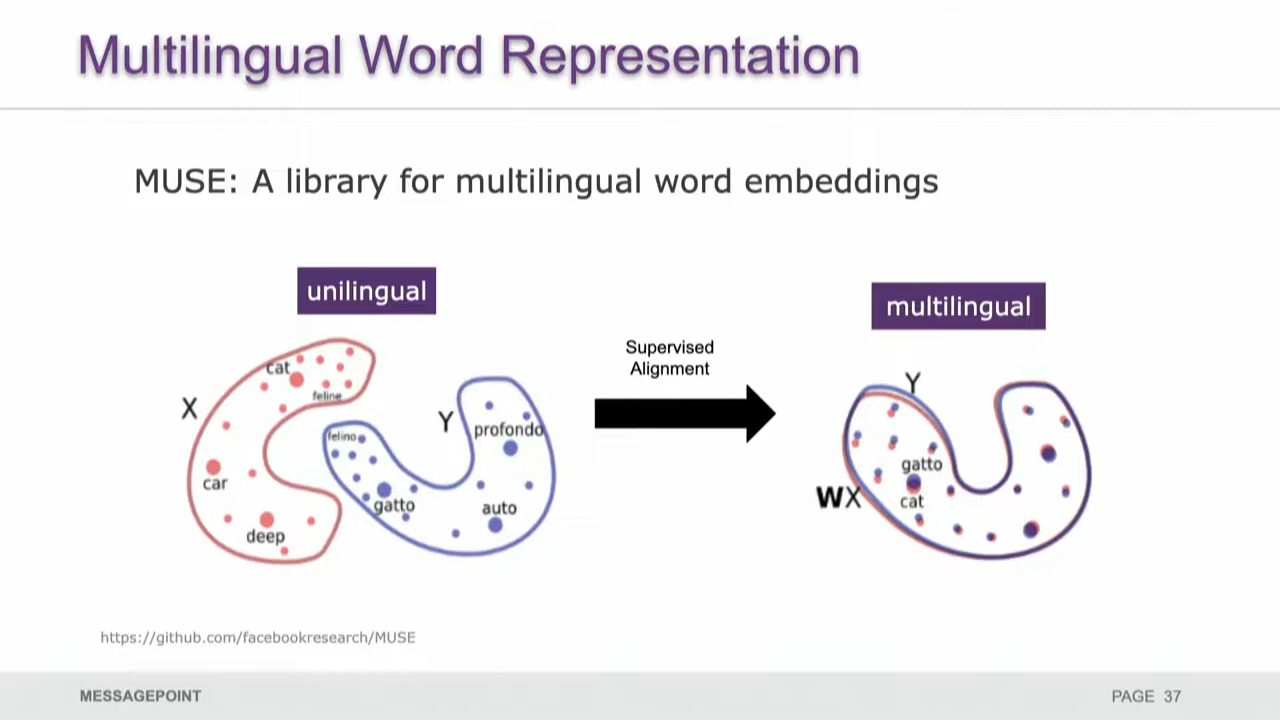 Multilingual Word Representation
MUSE: A library for multilingual word embeddings
unilingual
multilingual
Supervised
Alignment
X
cat
feline
car
deep
Y
felino
profondo
gatto
auto
Y
WX
gatto
cat
https://github.com/facebookresearch/MUSE
MESSAGEPOINT
PAGE 37